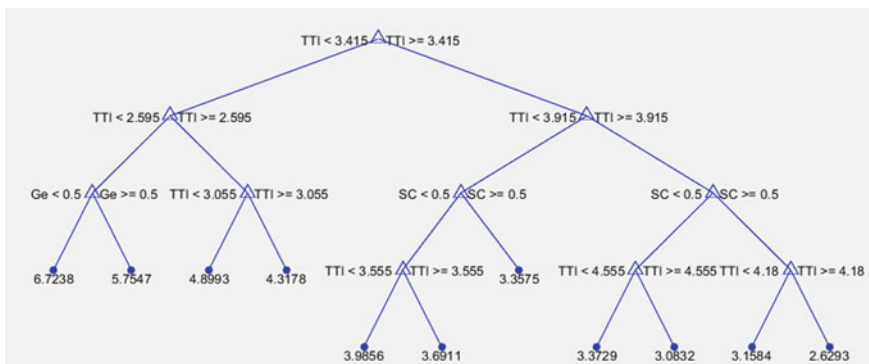 TTI < 3.415 TTI >= 3.415
TTI < 2.595 TTI >= 2.595 TTI < 3.915 TTI >= 3.915
Ge < 0.5 Ge >= 0.5 TTI < 3.055 TTI >= 3.055 SC < 0.5 SC >= 0.5 SC < 0.5 SC >= 0.5
6.7238 5.7547 4.8993 4.3178 TTI < 3.555 TTI >= 3.555 3.3575 TTI < 4.555 TTI >= 4.555 TTI < 4.18 TTI >= 4.18
3.9856 3.6911 3.3729 3.0832 3.1584 2.6293